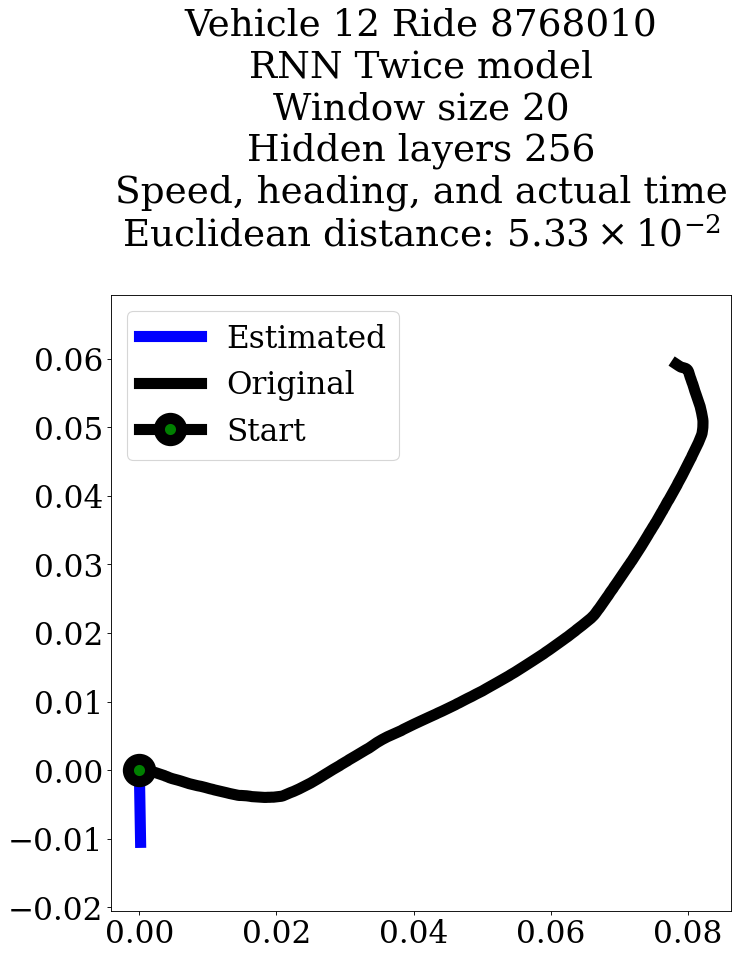 Vehicle 12 Ride 8768010
RNN Twice model
Window size 20
Hidden layers 256
Speed, heading, and actual time
Euclidean distance: 5.33 × 10⁻²
Estimated
Original
Start
0.06
0.05
0.04
0.03
0.02
0.01
0.00
−0.01
−0.02
0.00 0.02 0.04 0.06 0.08